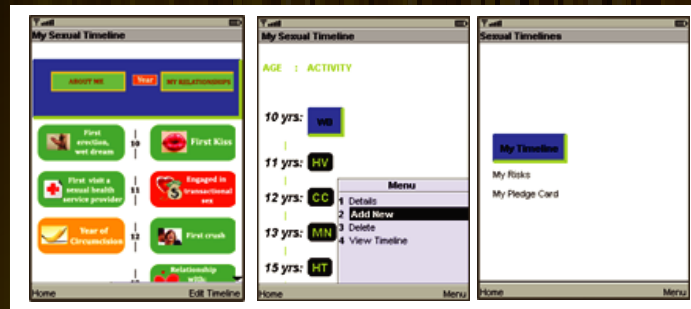 My Sexual Timeline
ABOUT ME
Year
MY RELATIONSHIPS
First
erection,
wet dream
10
First Kiss
First visit a
sexual health
service provider
11
Engaged in
transactional
sex
Year of
Circumcision
12
First crush
Relationship
with:
Home
Edit Timeline
My Sexual Timeline
AGE : ACTIVITY
10 yrs:
11 yrs: HV
12 yrs: CC
13 yrs: MN
15 yrs: HT
Menu
1 Details
2 Add New
3 Delete
4 View Timeline
Home
Menu
Sexual Timelines
My Timeline
My Risks
My Pledge Card
Home
Menu